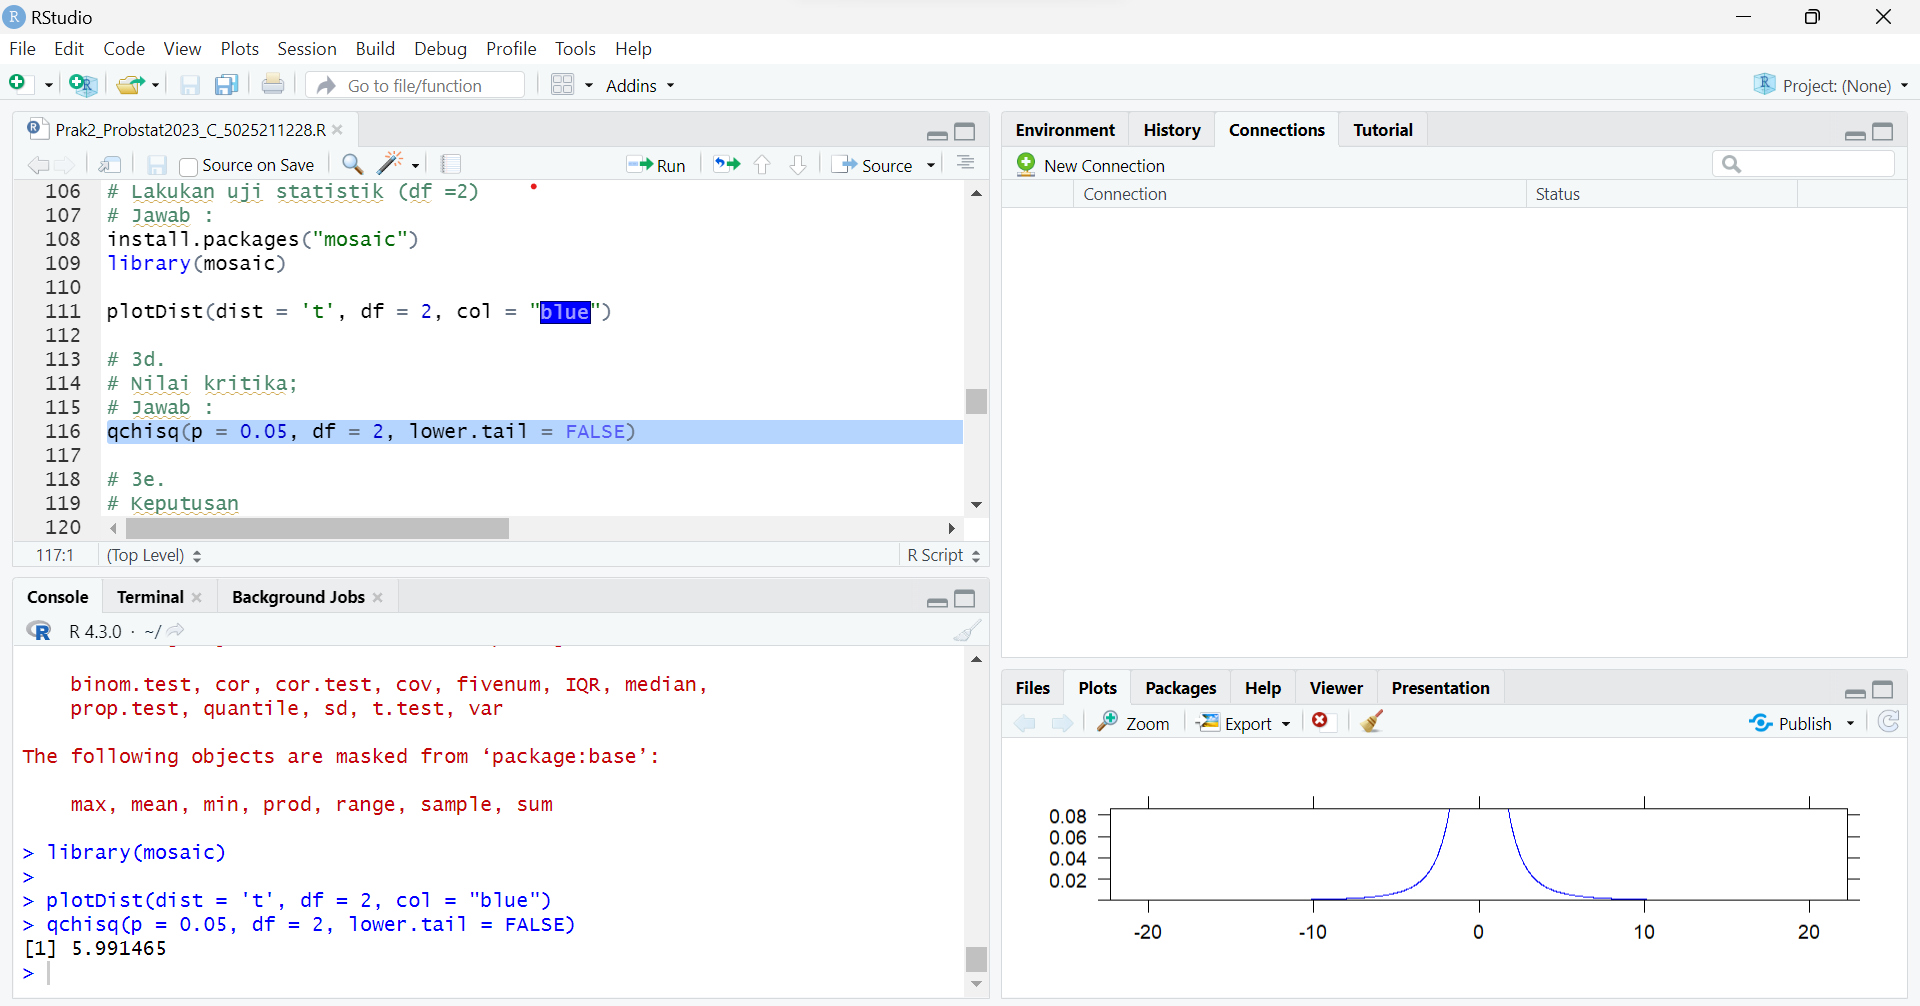 RStudio
File Edit Code View Plots Session Build Debug Profile Tools Help
Go to file/function Addins Project: (None)
Prak2_Probstat2023_C_5025211228.R
Source on Save Run Source
106 # Lakukan uji statistik (df =2)
107 # Jawab :
108 install.packages("mosaic")
109 library(mosaic)
110
111 plotDist(dist = 't', df = 2, col = "blue")
112
113 # 3d.
114 # Nilai kritika;
115 # Jawab :
116 qchisq(p = 0.05, df = 2, lower.tail = FALSE)
117
118 # 3e.
119 # Keputusan
120
117:1 (Top Level) R Script
Console Terminal Background Jobs
R 4.3.0 · ~/
binom.test, cor, cor.test, cov, fivenum, IQR, median,
prop.test, quantile, sd, t.test, var
The following objects are masked from ‘package:base’:
max, mean, min, prod, range, sample, sum
> library(mosaic)
>
> plotDist(dist = 't', df = 2, col = "blue")
> qchisq(p = 0.05, df = 2, lower.tail = FALSE)
[1] 5.991465
>
Environment History Connections Tutorial
New Connection
Connection Status
Files Plots Packages Help Viewer Presentation
Zoom Export Publish
0.08
0.06
0.04
0.02
-20 -10 0 10 20